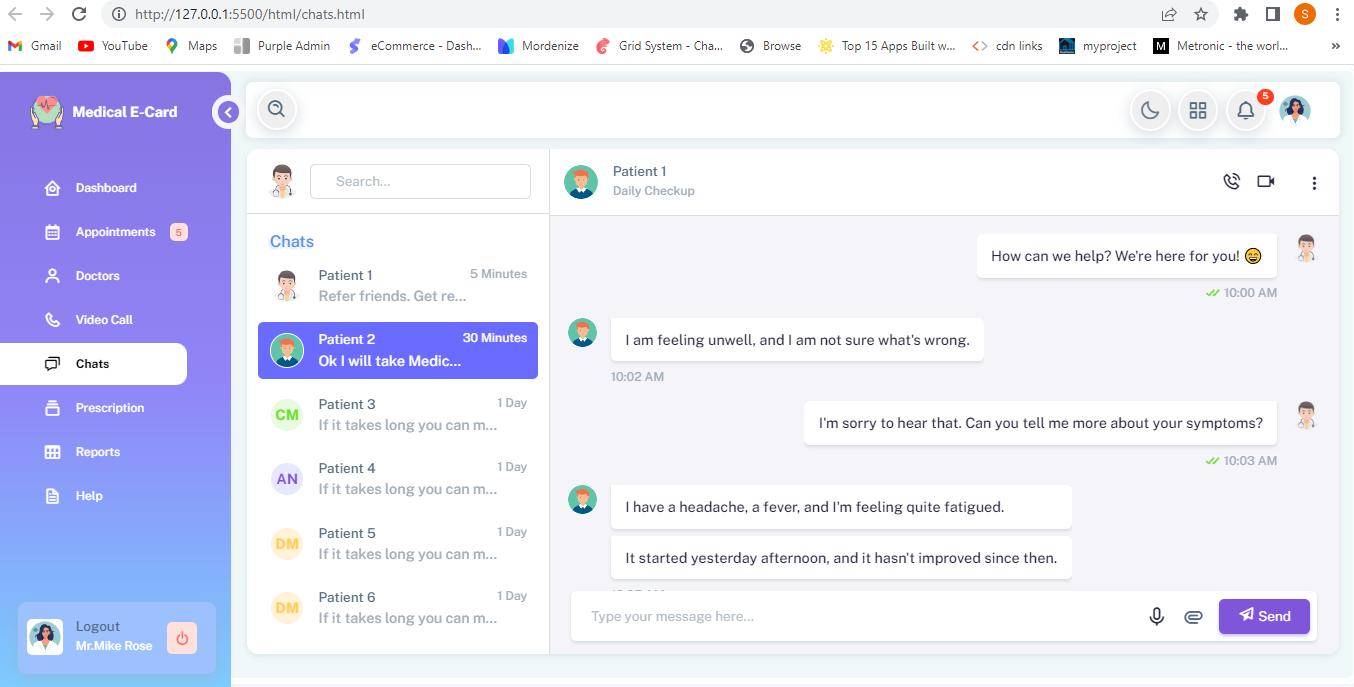 http://127.0.0.1:5500/html/chats.html
S
Gmail
YouTube
Maps
Purple Admin
eCommerce - Dash...
Mordenize
Grid System - Cha...
Browse
Top 15 Apps Built w...
cdn links
myproject
M
Metronic - the worl...
»
Medical E-Card
5
Dashboard
Appointments 5
Doctors
Video Call
Chats
Prescription
Reports
Help
Logout
Mr.Mike Rose
Search...
Chats
Patient 1 5 Minutes
Refer friends. Get re...
Patient 2 30 Minutes
Ok I will take Medic...
CM
Patient 3 1 Day
If it takes long you can m...
AN
Patient 4 1 Day
If it takes long you can m...
DM
Patient 5 1 Day
If it takes long you can m...
DM
Patient 6 1 Day
If it takes long you can m...
Patient 1
Daily Checkup
How can we help? We're here for you! 😄
10:00 AM
I am feeling unwell, and I am not sure what's wrong.
10:02 AM
I'm sorry to hear that. Can you tell me more about your symptoms?
10:03 AM
I have a headache, a fever, and I'm feeling quite fatigued.
It started yesterday afternoon, and it hasn't improved since then.
Type your message here...
Send